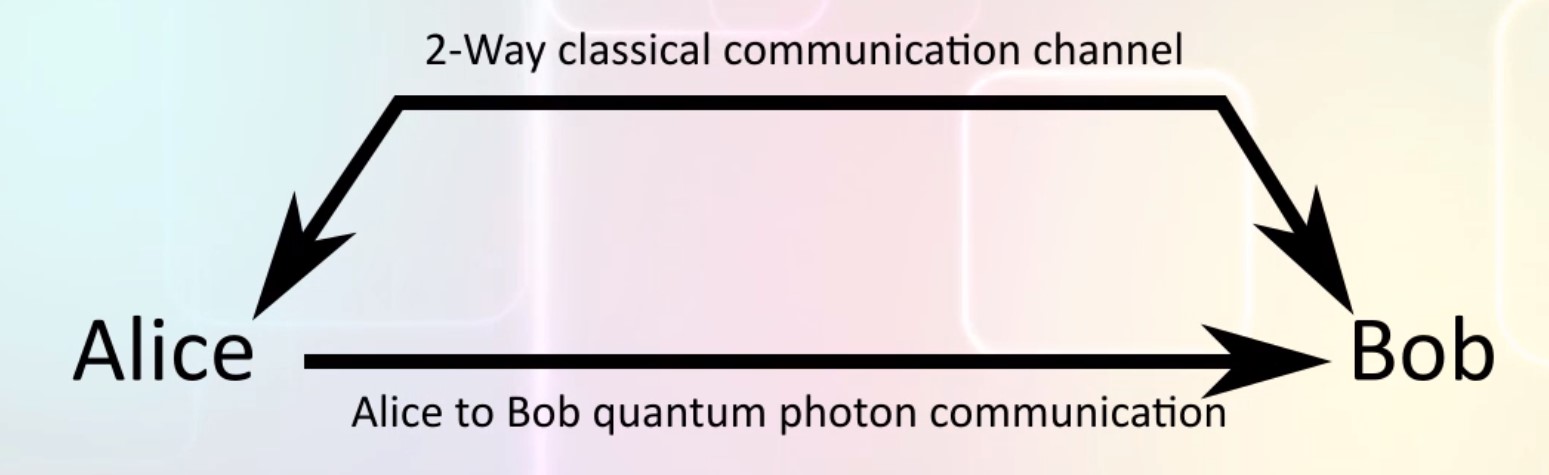 2-Way classical communication channel
Alice
Bob
Alice to Bob quantum photon communication